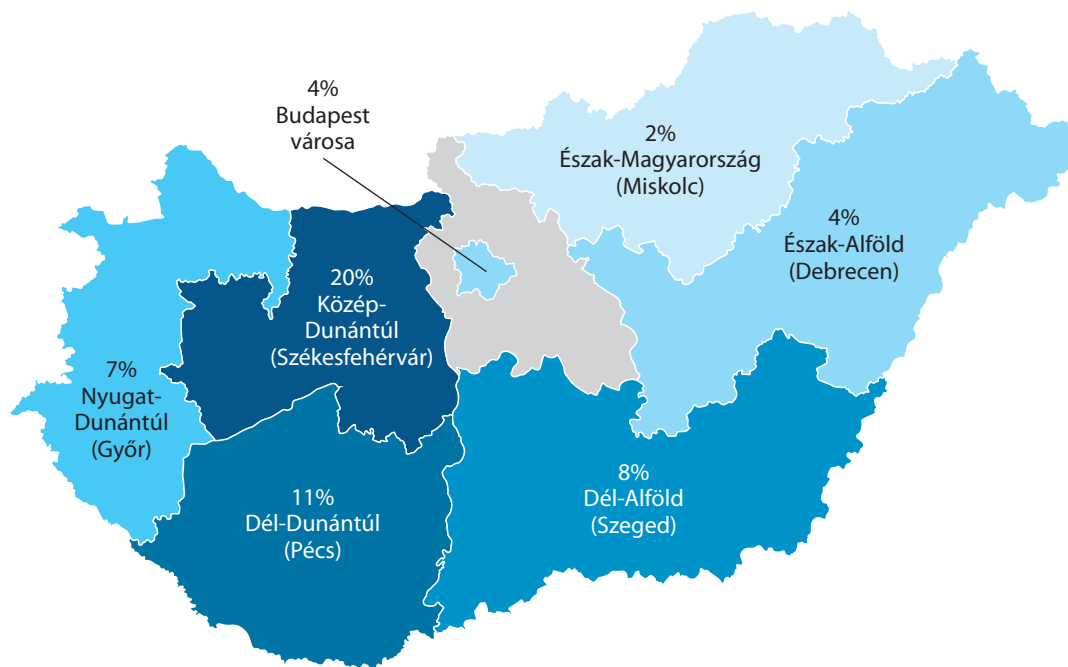 4%
Budapest
városa
2%
Észak-Magyarország
(Miskolc)
4%
Észak-Alföld
(Debrecen)
20%
Közép-
Dunántúl
(Székesfehérvár)
7%
Nyugat-
Dunántúl
(Győr)
8%
Dél-Alföld
(Szeged)
11%
Dél-Dunántúl
(Pécs)